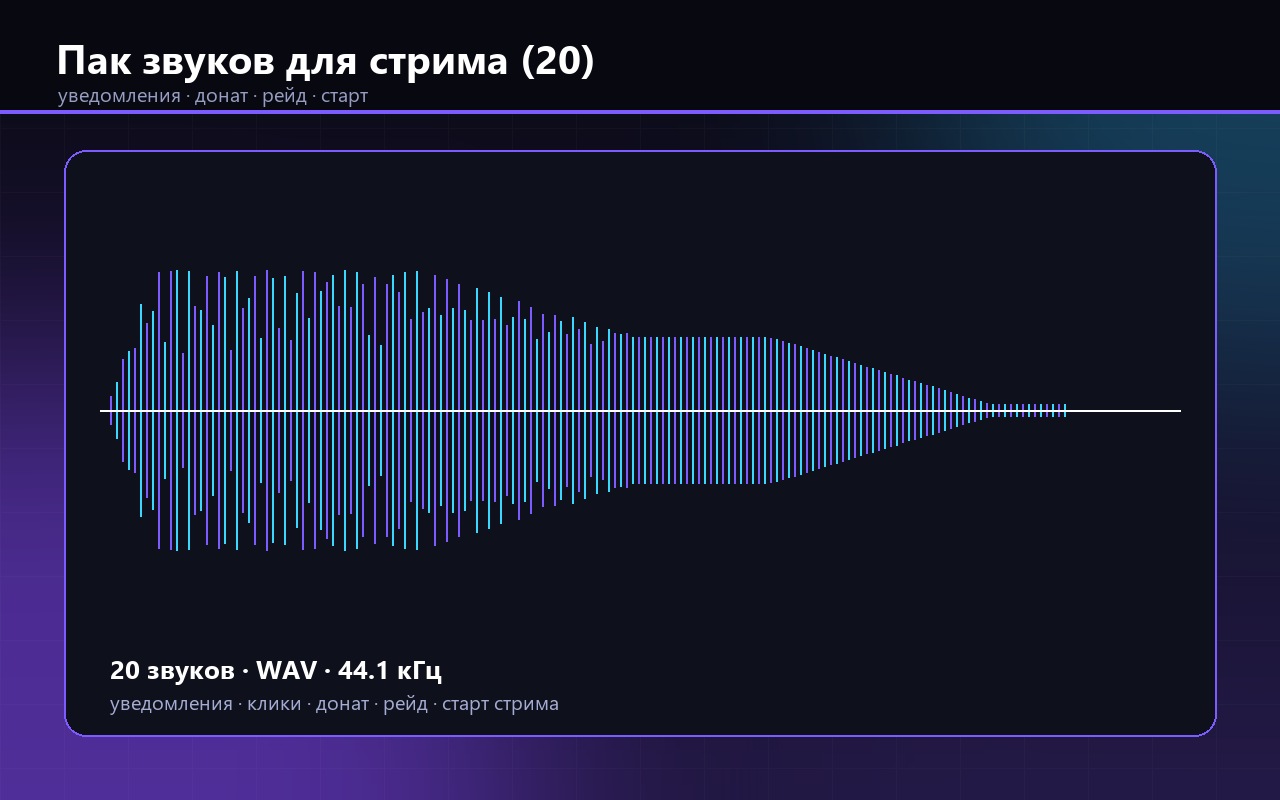 Пак звуков для стрима (20)
уведомления · донат · рейд · старт
20 звуков · WAV · 44.1 кГц
уведомления · клики · донат · рейд · старт стрима